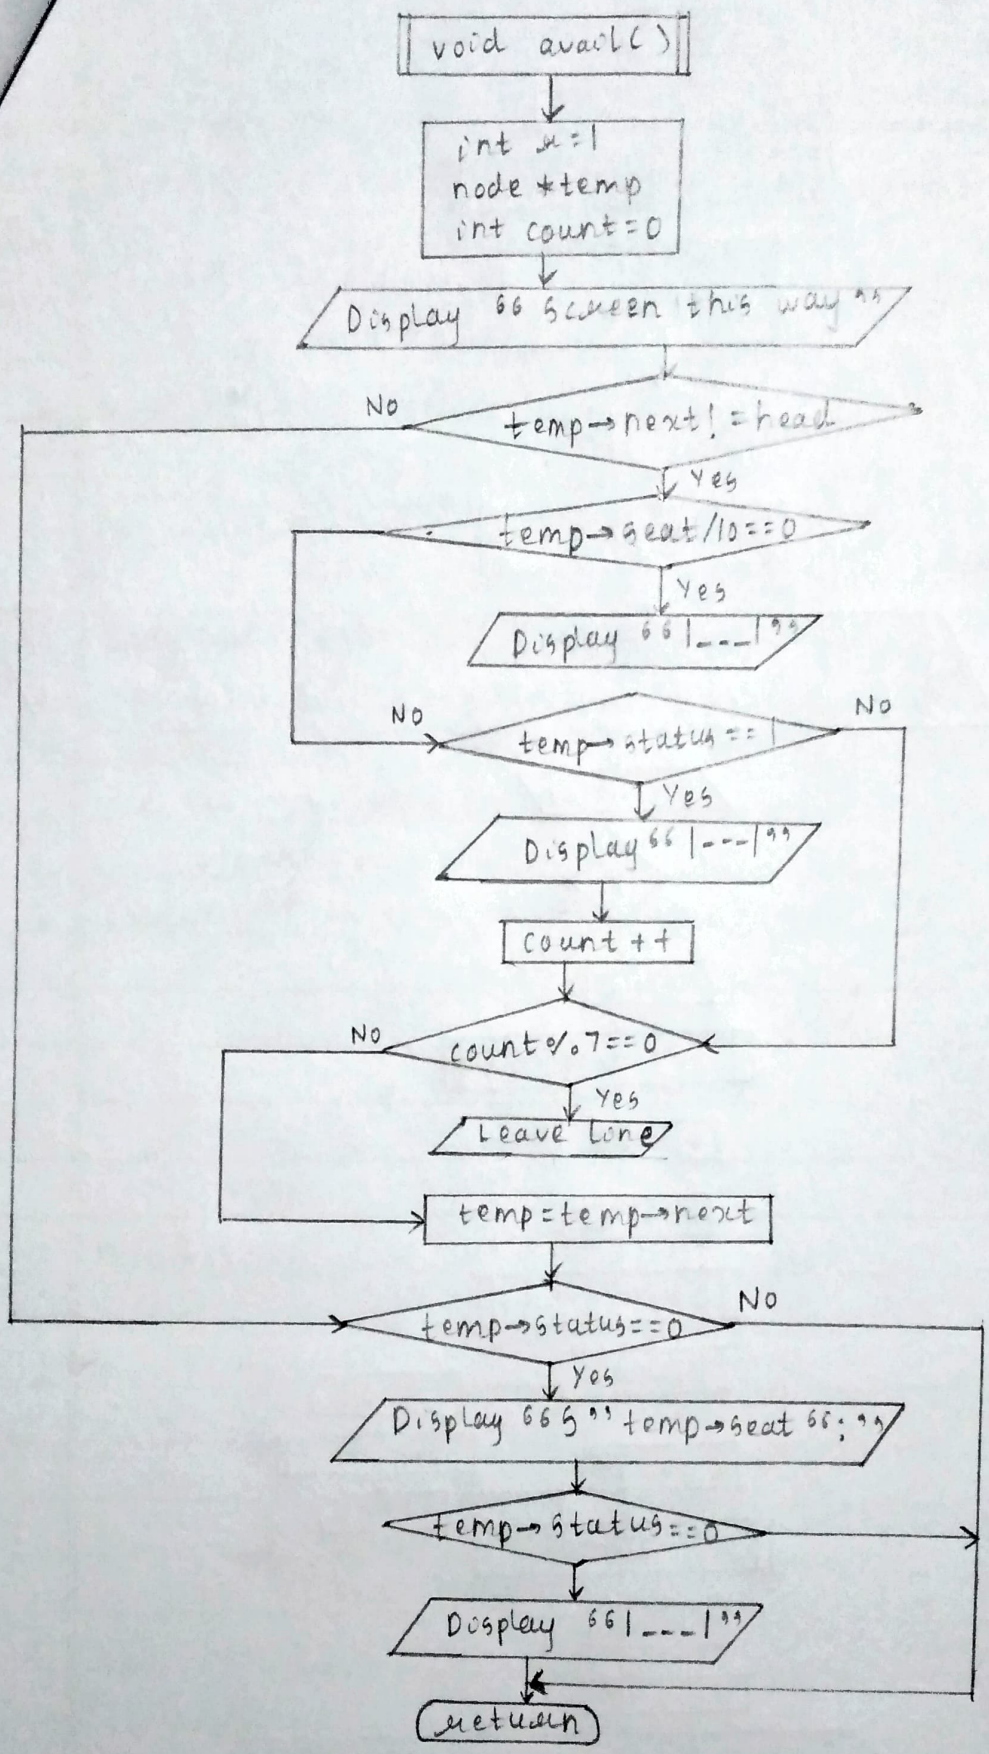 void avail()
int r=1
node *temp
int count=0
Display “Screen this way”
No
temp→next!=head
Yes
temp→seat/10==0
Yes
Display “|___|”
No
No
temp→status==1
Yes
Display “|---|”
count++
No
count%7==0
Yes
Leave line
temp=temp→next
No
temp→status==0
Yes
Display “S” temp→seat “:”
temp→status==0
Display “|___|”
return